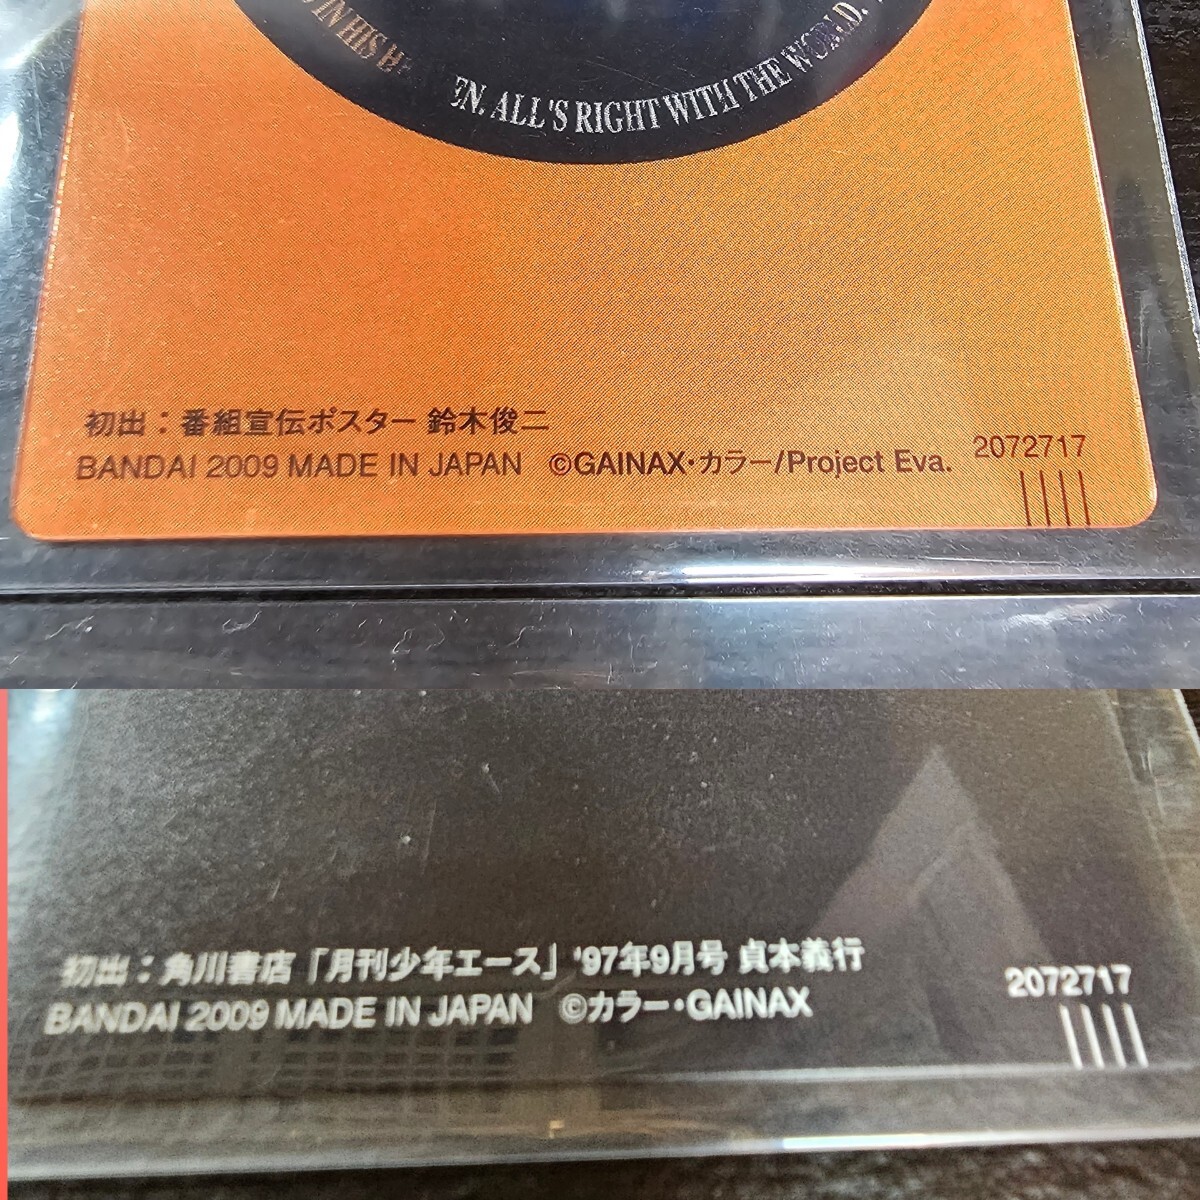 IN HIS
EN. ALL'S RIGHT WITH THE WORLD.
初出：番組宣伝ポスター 鈴木俊二
BANDAI 2009 MADE IN JAPAN ©GAINAX・カラー/Project Eva.
2072717
初出：角川書店「月刊少年エース」'97年9月号 貞本義行
BANDAI 2009 MADE IN JAPAN ©カラー・GAINAX
2072717